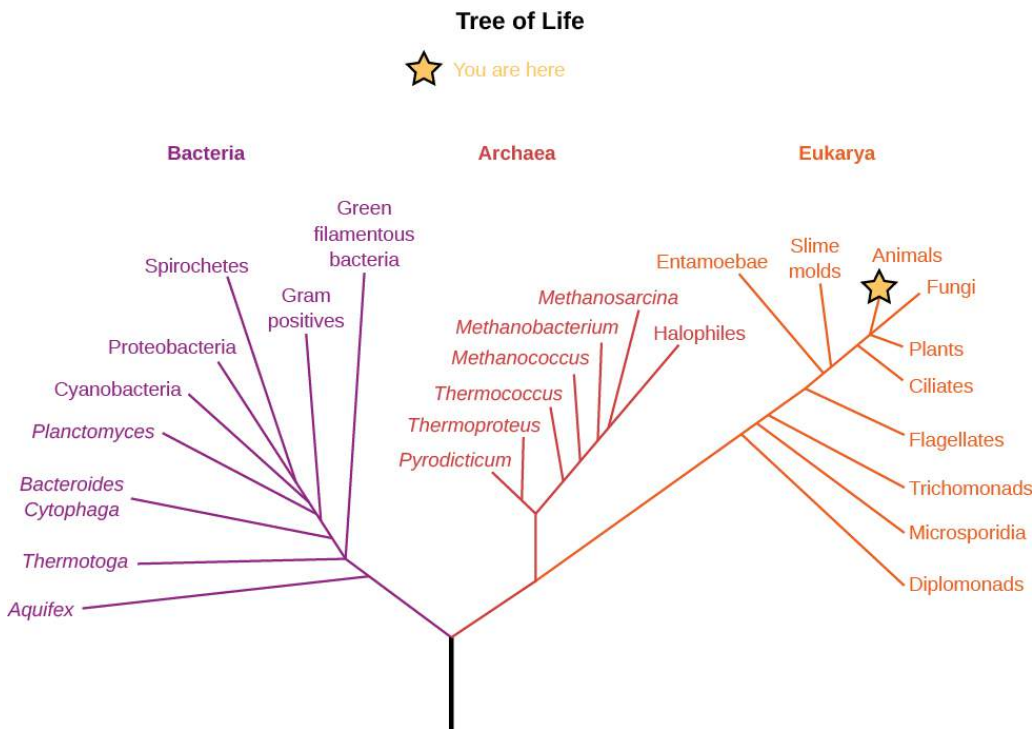 Tree of Life
You are here
Bacteria
Archaea
Eukarya
Green
filamentous
bacteria
Spirochetes
Gram
positives
Proteobacteria
Cyanobacteria
Planctomyces
Bacteroides
Cytophaga
Thermotoga
Aquifex
Methanosarcina
Methanobacterium
Halophiles
Methanococcus
Thermococcus
Thermoproteus
Pyrodicticum
Entamoebae
Slime
molds
Animals
Fungi
Plants
Ciliates
Flagellates
Trichomonads
Microsporidia
Diplomonads